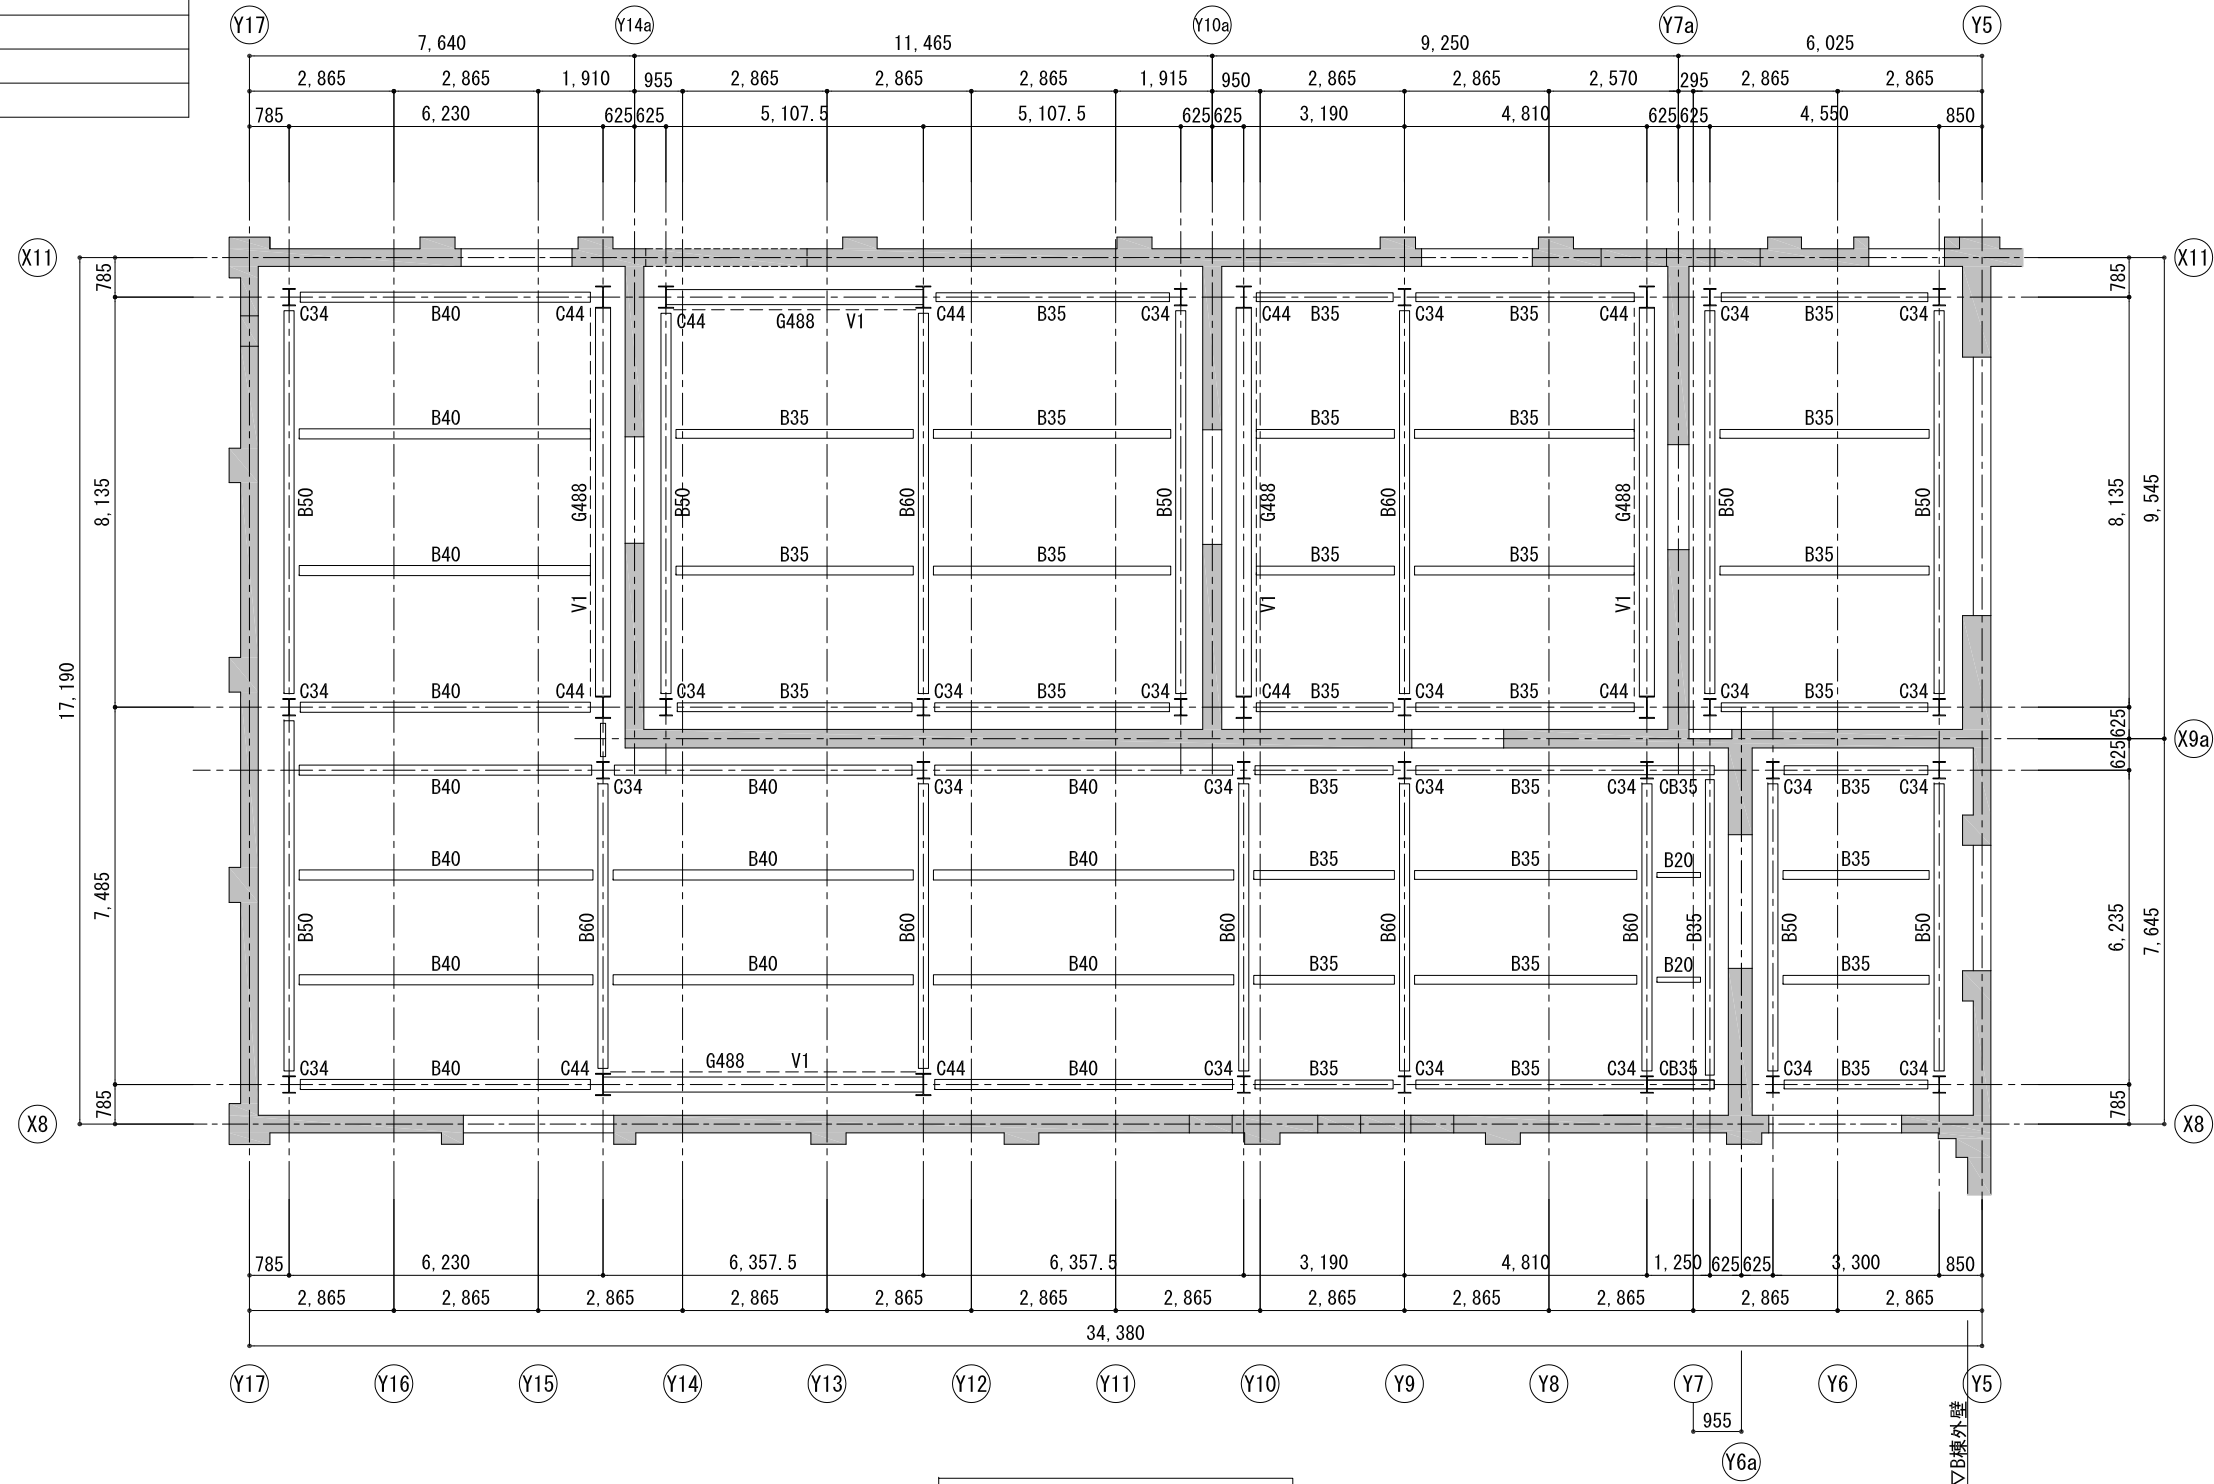 Y17 Y14a Y10a Y7a Y5
7,640 11,465 9,250 6,025
2,865 2,865 1,910 955 2,865 2,865 2,865 1,915 950 2,865 2,865 2,570 295 2,865 2,865
785 6,230 625 625 5,107.5 5,107.5 625 625 3,190 4,810 625 625 4,550 850
X11 X11
785 785
C34 B40 C44 C44 G488 V1 C44 B35 C34 C44 B35 C34 B35 C44 C34 B35 C34
B40 B35 B35 B35 B35 B35
8,135 B50 G488 B50 B60 B50 G488 B60 G488 B50 B50 8,135 9,545
B40 B35 B35 B35 B35 B35
V1 V1 V1
17,190
C34 B40 C44 C34 B35 C34 B35 C34 C44 B35 C34 B35 C44 C34 B35 C34
625 625 X9a
B40 C34 B40 C34 B40 C34 B35 C34 B35 C34 CB35 C34 B35 C34
B40 B40 B40 B35 B35 B20 B35
7,485 B50 B60 B60 B60 B60 B60 B35 B50 B50 6,235 7,645
B40 B40 B40 B35 B35 B20 B35
C34 B40 C44 G488 V1 C44 B40 C34 B35 C34 B35 C34 CB35 C34 B35 C34
785 785
X8 X8
785 6,230 6,357.5 6,357.5 3,190 4,810 1,250 625 625 3,300 850
2,865 2,865 2,865 2,865 2,865 2,865 2,865 2,865 2,865 2,865 2,865 2,865
34,380
Y17 Y16 Y15 Y14 Y13 Y12 Y11 Y10 Y9 Y8 Y7 Y6 Y5
955
Y6a
▽B棟外壁